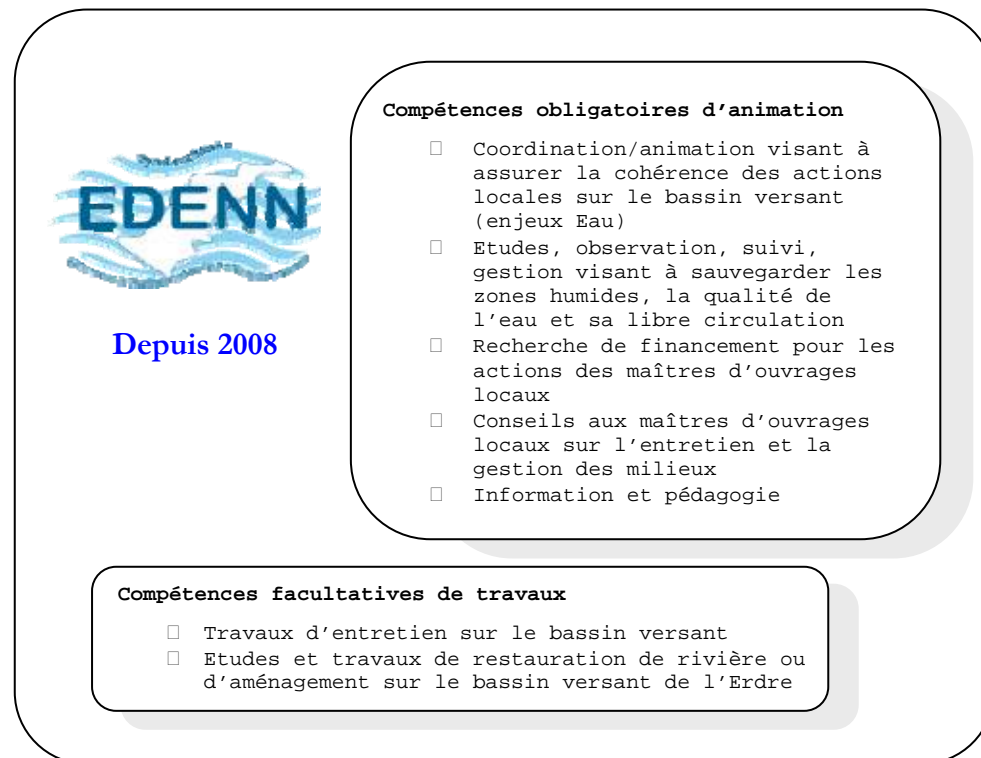 EDENN
Depuis 2008
Compétences obligatoires d’animation
Coordination/animation visant à
assurer la cohérence des actions
locales sur le bassin versant
(enjeux Eau)
Etudes, observation, suivi,
gestion visant à sauvegarder les
zones humides, la qualité de
l’eau et sa libre circulation
Recherche de financement pour les
actions des maîtres d’ouvrages
locaux
Conseils aux maîtres d’ouvrages
locaux sur l’entretien et la
gestion des milieux
Information et pédagogie
Compétences facultatives de travaux
Travaux d’entretien sur le bassin versant
Etudes et travaux de restauration de rivière ou
d’aménagement sur le bassin versant de l’Erdre